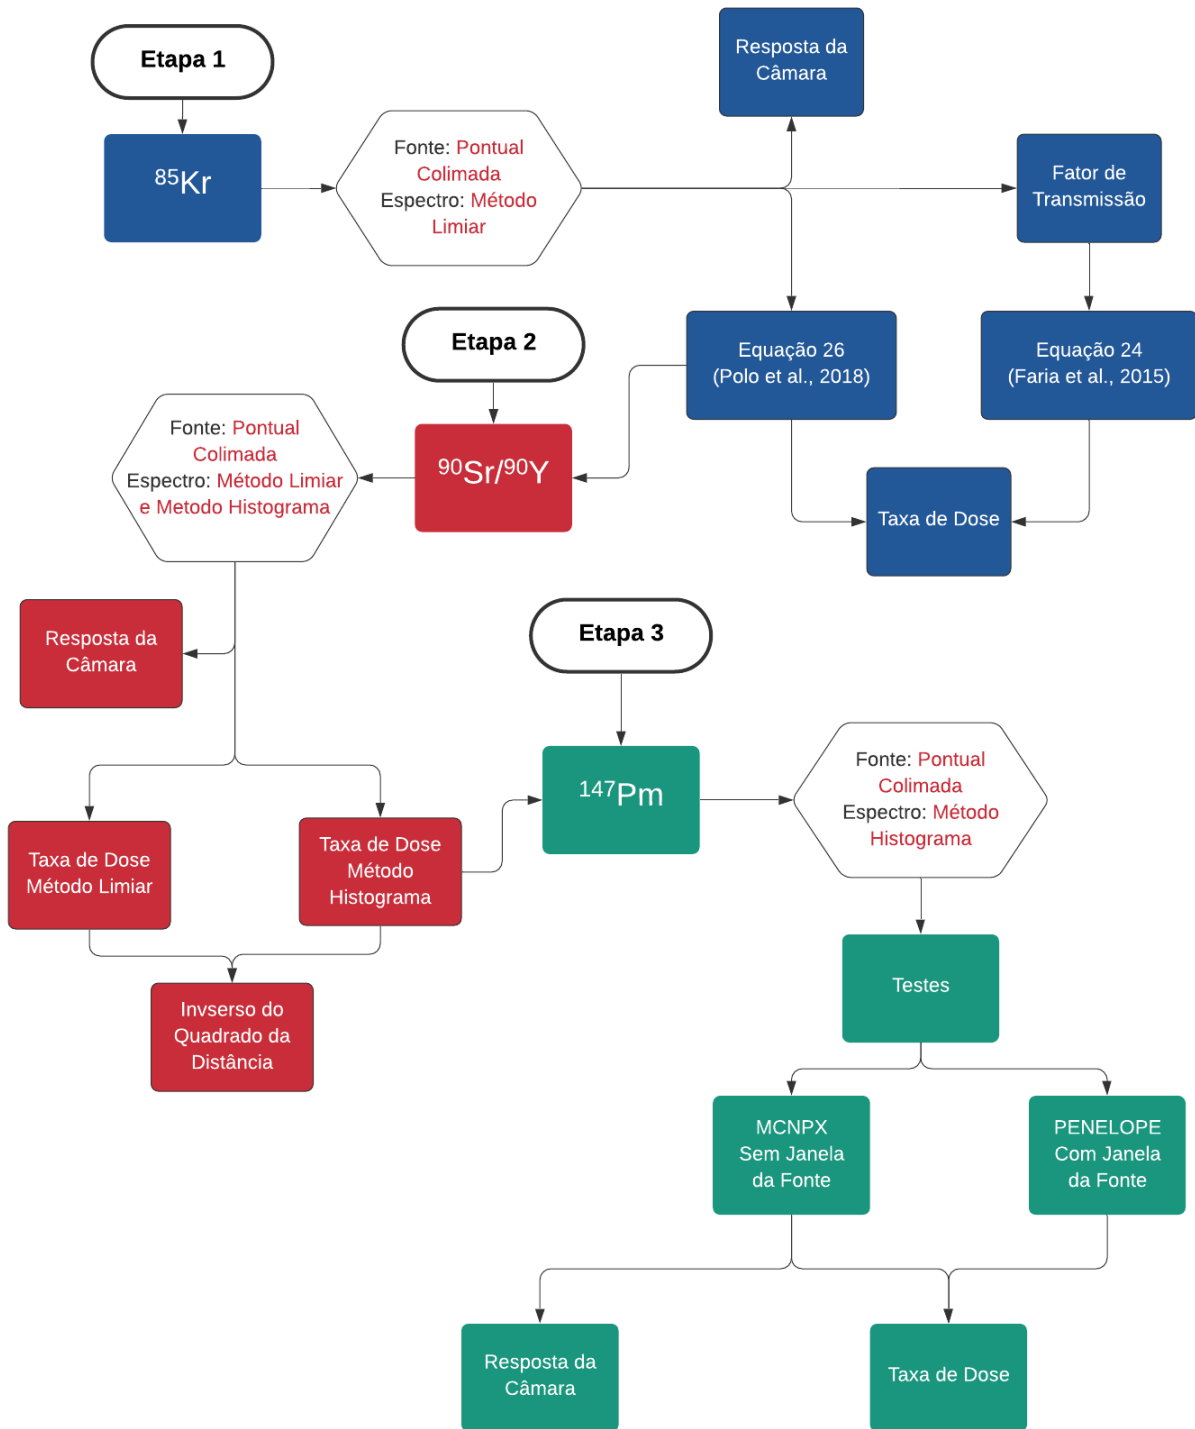 Etapa 1
⁸⁵Kr
Fonte: Pontual
Colimada
Espectro: Método
Limiar
Resposta da
Câmara
Fator de
Transmissão
Equação 26
(Polo et al., 2018)
Equação 24
(Faria et al., 2015)
Taxa de Dose
Etapa 2
⁹⁰Sr/⁹⁰Y
Fonte: Pontual
Colimada
Espectro: Método Limiar
e Metodo Histograma
Resposta da
Câmara
Taxa de Dose
Método Limiar
Taxa de Dose
Método
Histograma
Invserso do
Quadrado da
Distância
Etapa 3
¹⁴⁷Pm
Fonte: Pontual
Colimada
Espectro: Método
Histograma
Testes
MCNPX
Sem Janela
da Fonte
PENELOPE
Com Janela
da Fonte
Resposta da
Câmara
Taxa de Dose